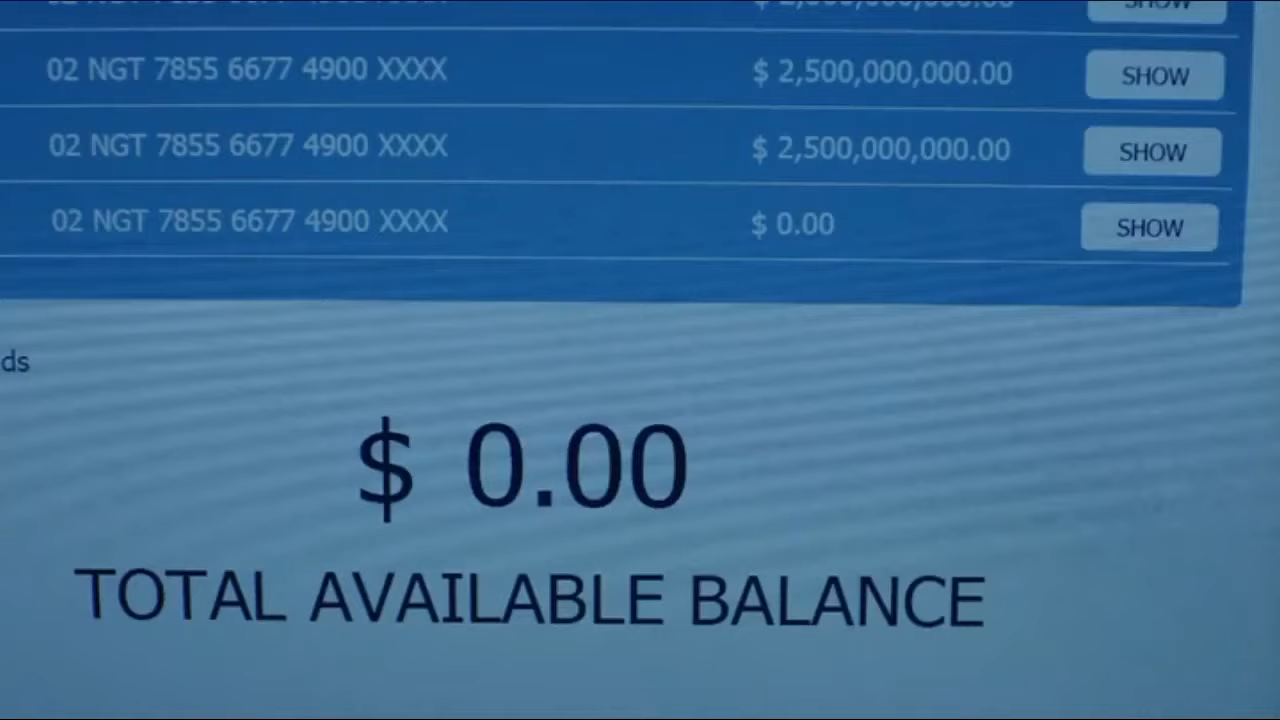 02 NGT 7855 6677 4900 XXXX $ 2,500,000,000.00 SHOW
02 NGT 7855 6677 4900 XXXX $ 2,500,000,000.00 SHOW
02 NGT 7855 6677 4900 XXXX $ 0.00 SHOW
ds
$ 0.00
TOTAL AVAILABLE BALANCE